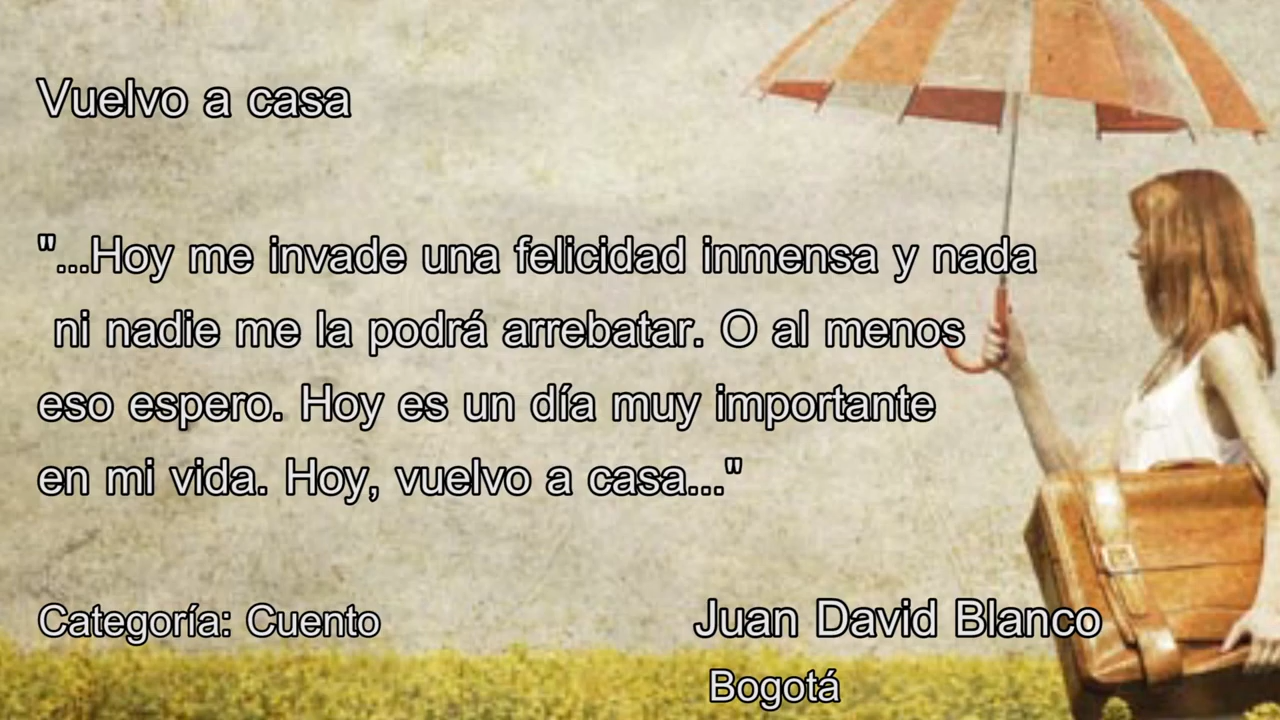 Vuelvo a casa
"...Hoy me invade una felicidad inmensa y nada
ni nadie me la podrá arrebatar. O al menos
eso espero. Hoy es un día muy importante
en mi vida. Hoy, vuelvo a casa..."
Categoría: Cuento
Juan David Blanco
Bogotá